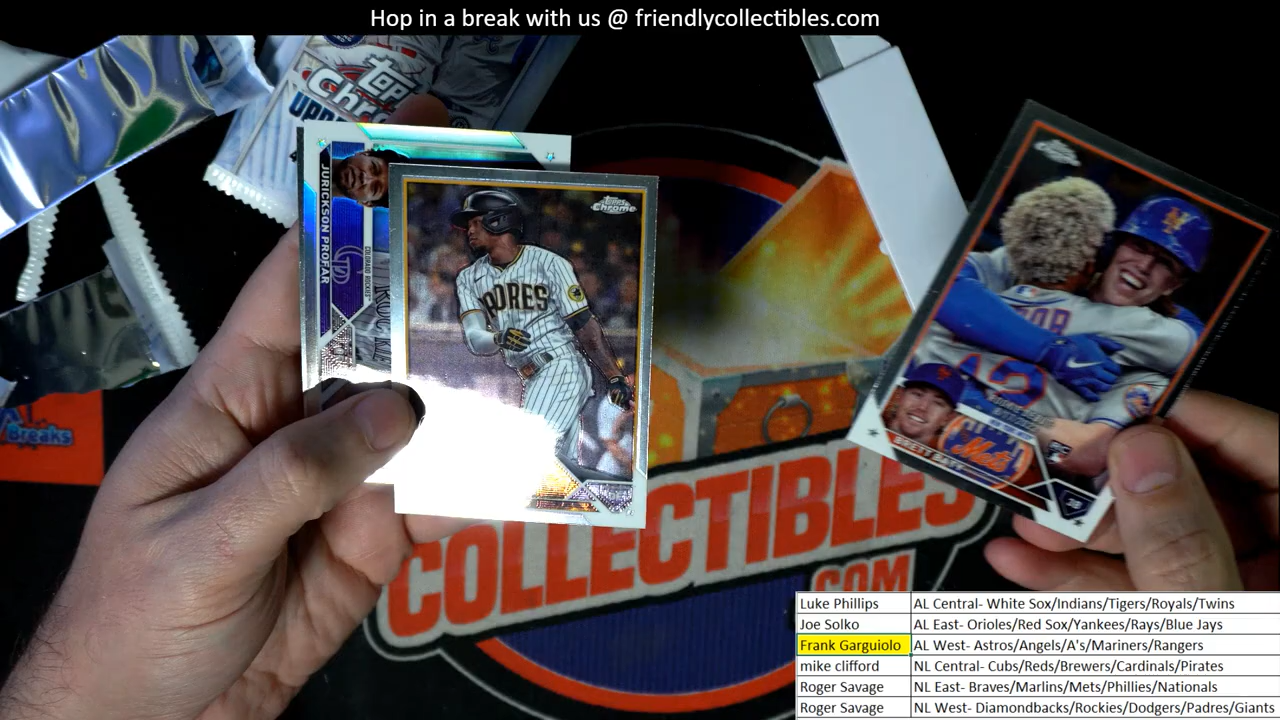 Hop in a break with us @ friendlycollectibles.com
Topps
Chrome
JURICKSON PROFAR
COLORADO ROCKIES
Topps
Chrome
PADRES
12
BRETT BATY
Mets
Breaks
COLLECTIBLES
.COM
Luke Phillips AL Central- White Sox/Indians/Tigers/Royals/Twins
Joe Solko AL East- Orioles/Red Sox/Yankees/Rays/Blue Jays
Frank Garguiolo AL West- Astros/Angels/A's/Mariners/Rangers
mike clifford NL Central- Cubs/Reds/Brewers/Cardinals/Pirates
Roger Savage NL East- Braves/Marlins/Mets/Phillies/Nationals
Roger Savage NL West- Diamondbacks/Rockies/Dodgers/Padres/Giants